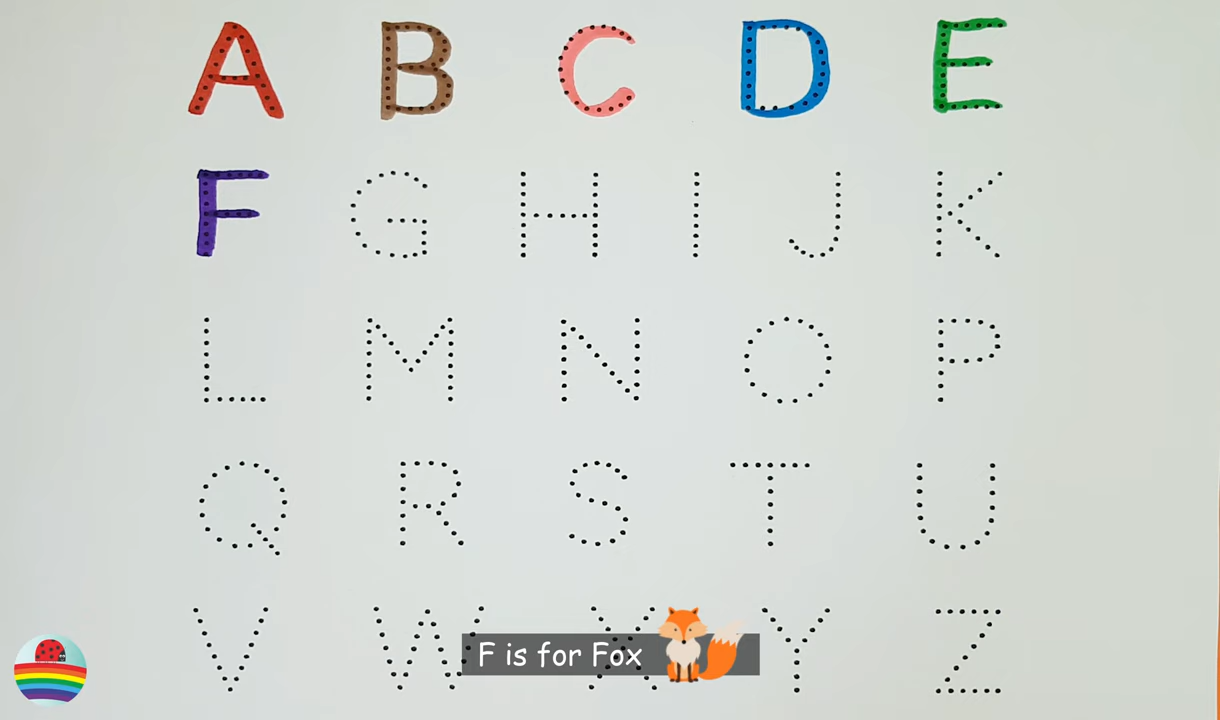 A B C D E
F G H I J K
L M N O P
Q R S T U
V W X Y Z
F is for Fox